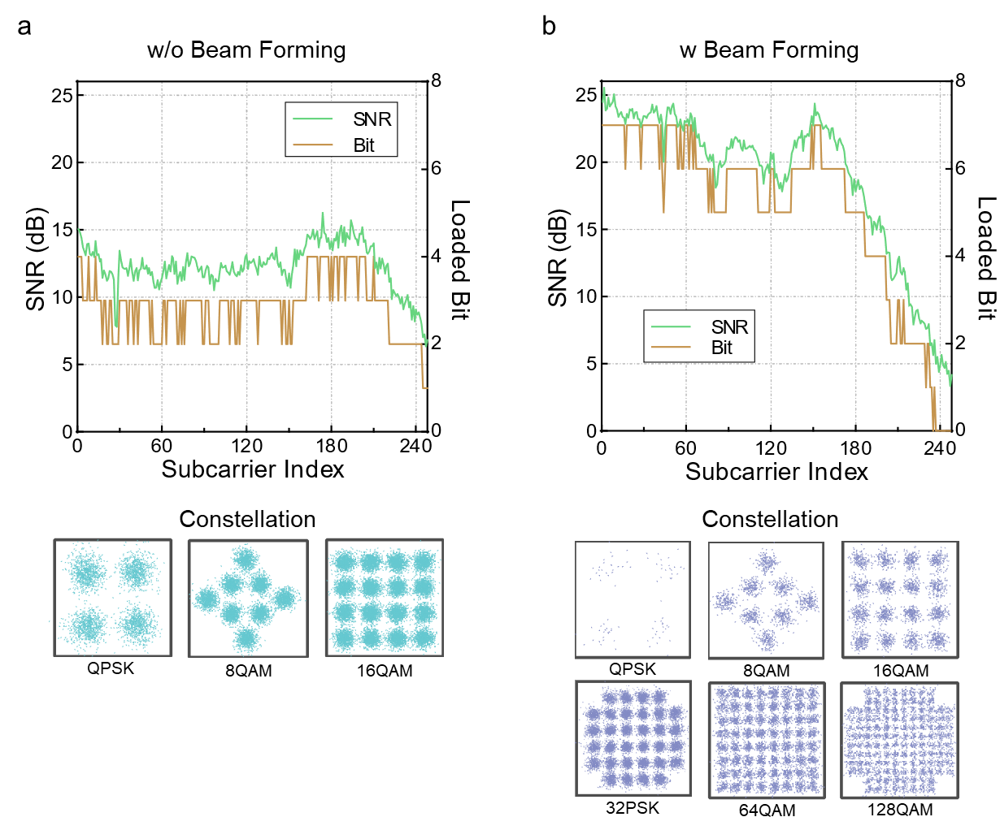 a
w/o Beam Forming
25
20
15
10
5
0
SNR (dB)
8
6
4
2
0
Loaded Bit
SNR
Bit
0 60 120 180 240
Subcarrier Index
Constellation
QPSK
8QAM
16QAM
b
w Beam Forming
25
20
15
10
5
0
SNR (dB)
8
6
4
2
0
Loaded Bit
SNR
Bit
0 60 120 180 240
Subcarrier Index
Constellation
QPSK
8QAM
16QAM
32PSK
64QAM
128QAM